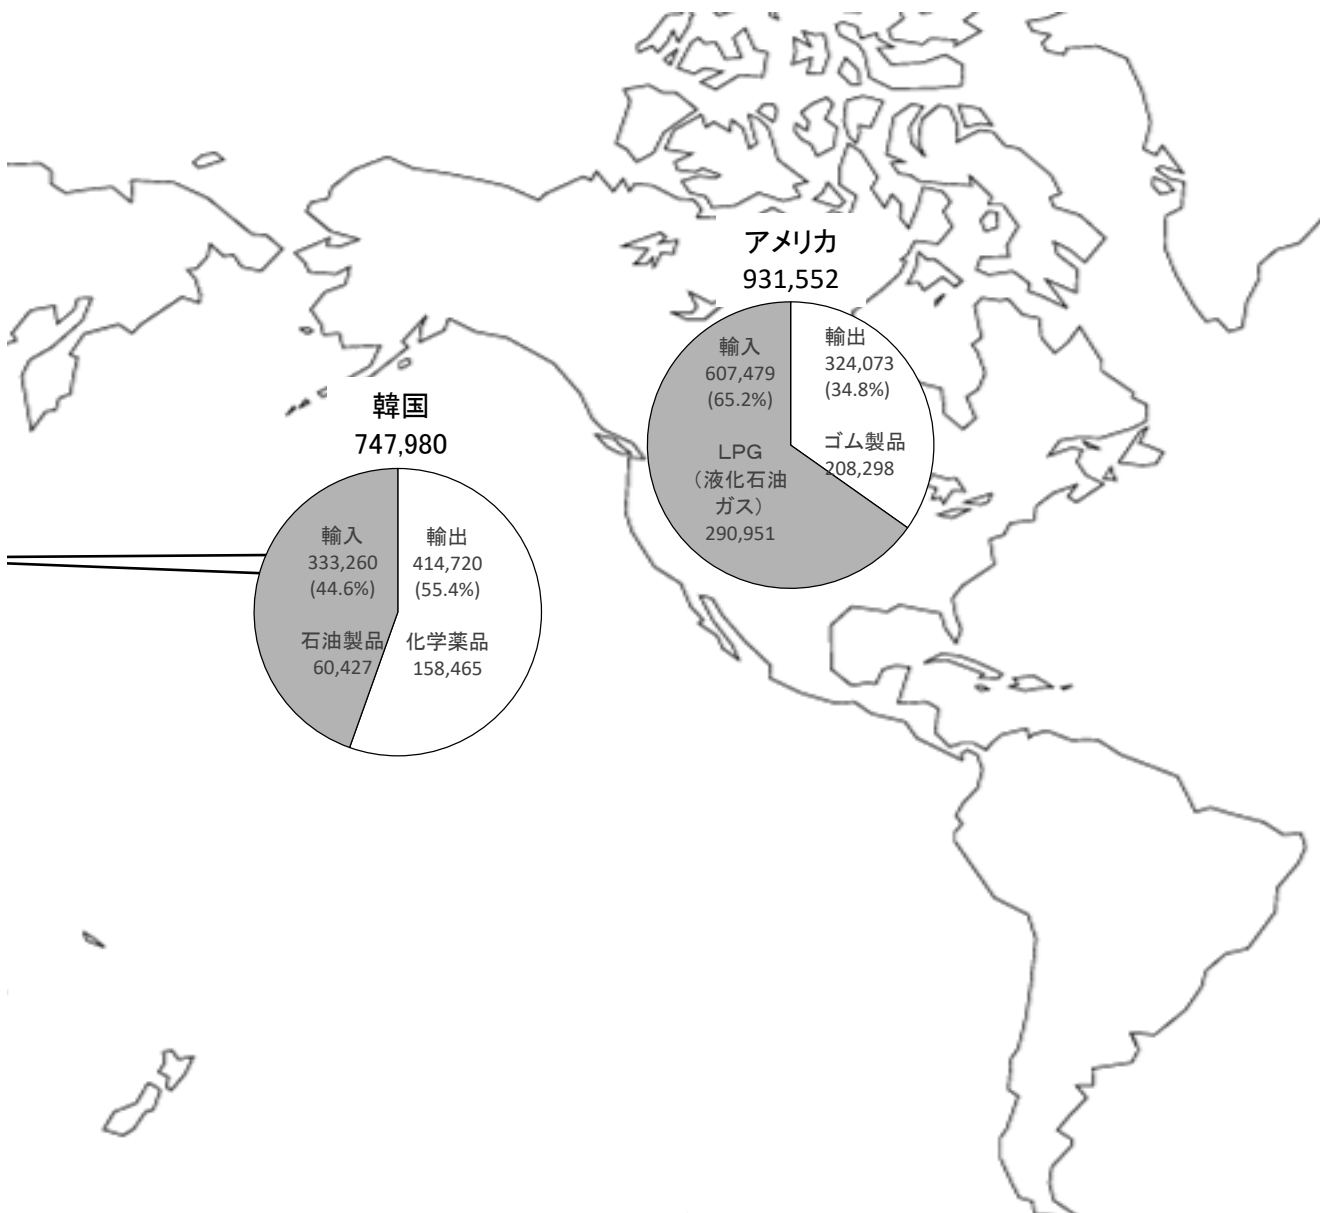 アメリカ
931,552
輸入
607,479
(65.2%)
LPG
（液化石油
ガス）
290,951
輸出
324,073
(34.8%)
ゴム製品
208,298
韓国
747,980
輸入
333,260
(44.6%)
石油製品
60,427
輸出
414,720
(55.4%)
化学薬品
158,465